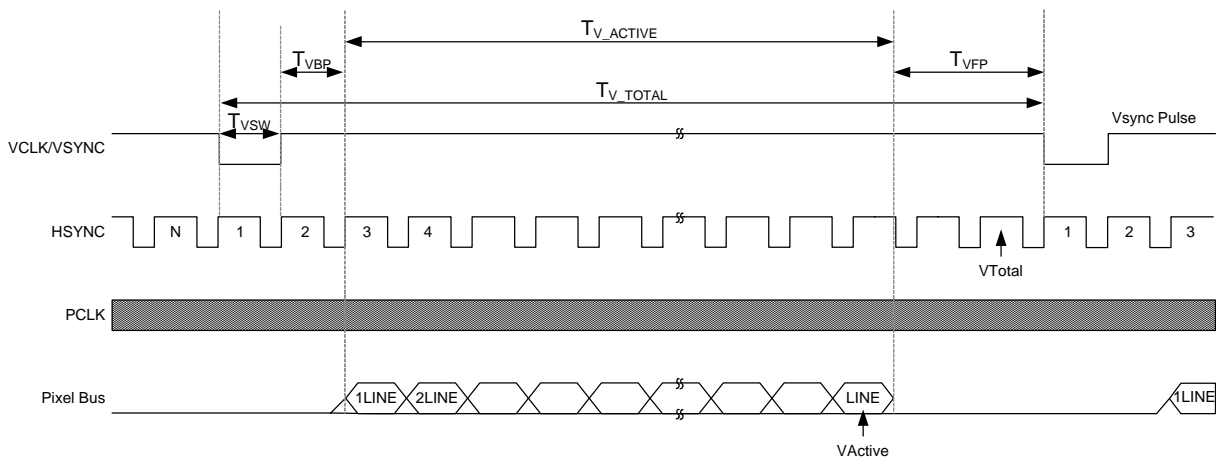 T_V_ACTIVE
T_VBP
T_VFP
T_V_TOTAL
T_VSW
Vsync Pulse
VCLK/VSYNC
HSYNC
N 1 2 3 4 1 2 3
VTotal
PCLK
Pixel Bus
1LINE 2LINE LINE 1LINE
VActive